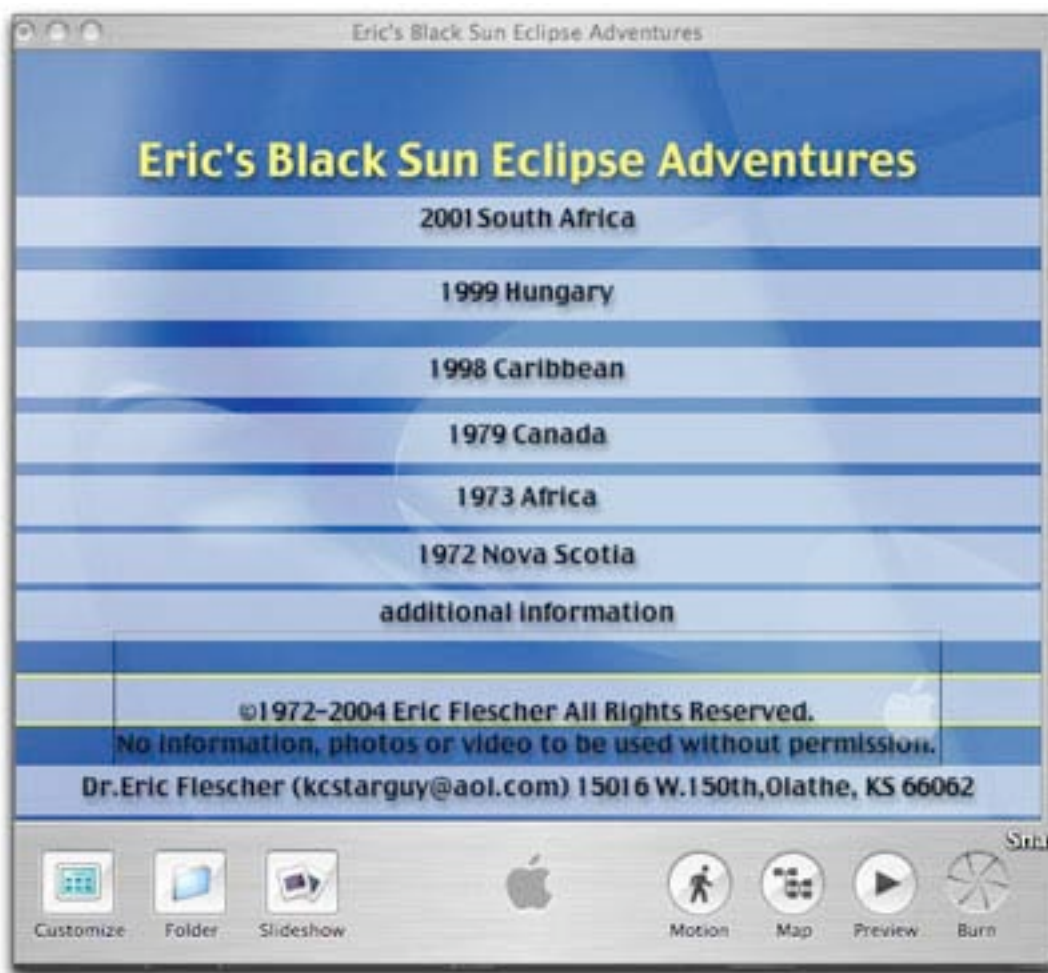 Eric's Black Sun Eclipse Adventures
Eric's Black Sun Eclipse Adventures
2001 South Africa
1999 Hungary
1998 Caribbean
1979 Canada
1973 Africa
1972 Nova Scotia
additional information
©1972-2004 Eric Flescher All Rights Reserved.
No information, photos or video to be used without permission.
Dr.Eric Flescher (kcstarguy@aol.com) 15016 W.150th,Olathe, KS 66062
Customize Folder Slideshow Motion Map Preview Burn